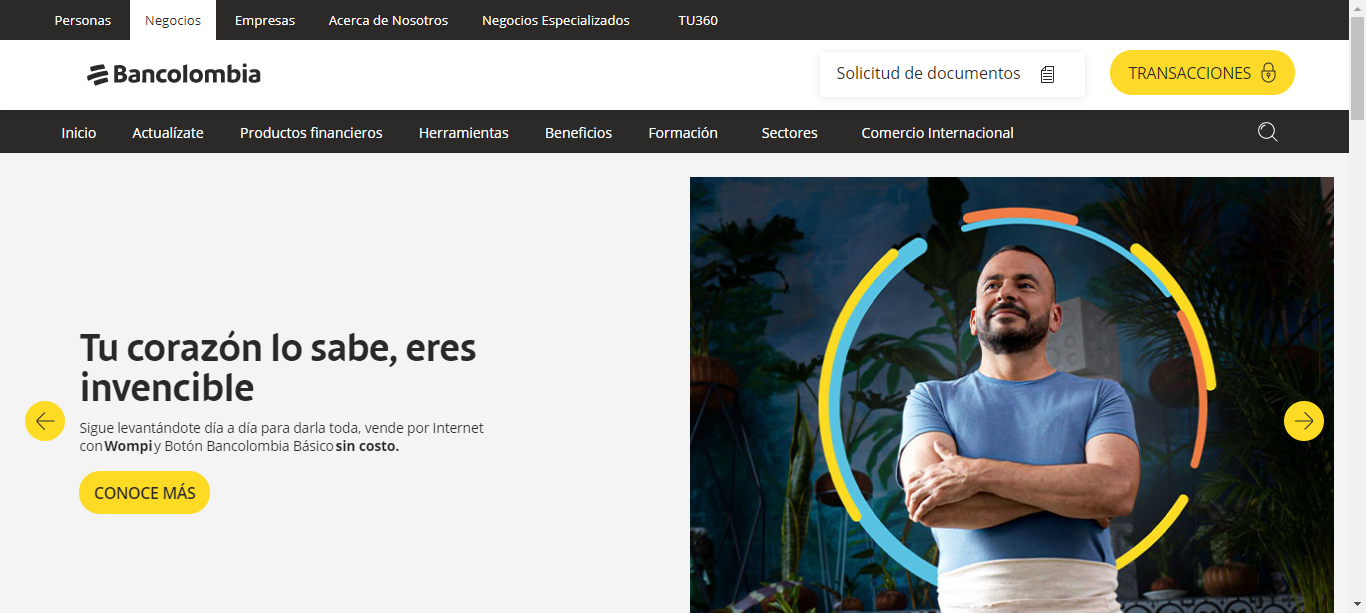 Personas Negocios Empresas Acerca de Nosotros Negocios Especializados TU360
Bancolombia
Solicitud de documentos
TRANSACCIONES
Inicio Actualízate Productos financieros Herramientas Beneficios Formación Sectores Comercio Internacional
Tu corazón lo sabe, eres
invencible
Sigue levantándote día a día para darla toda, vende por Internet
con Wompi y Botón Bancolombia Básico sin costo.
CONOCE MÁS